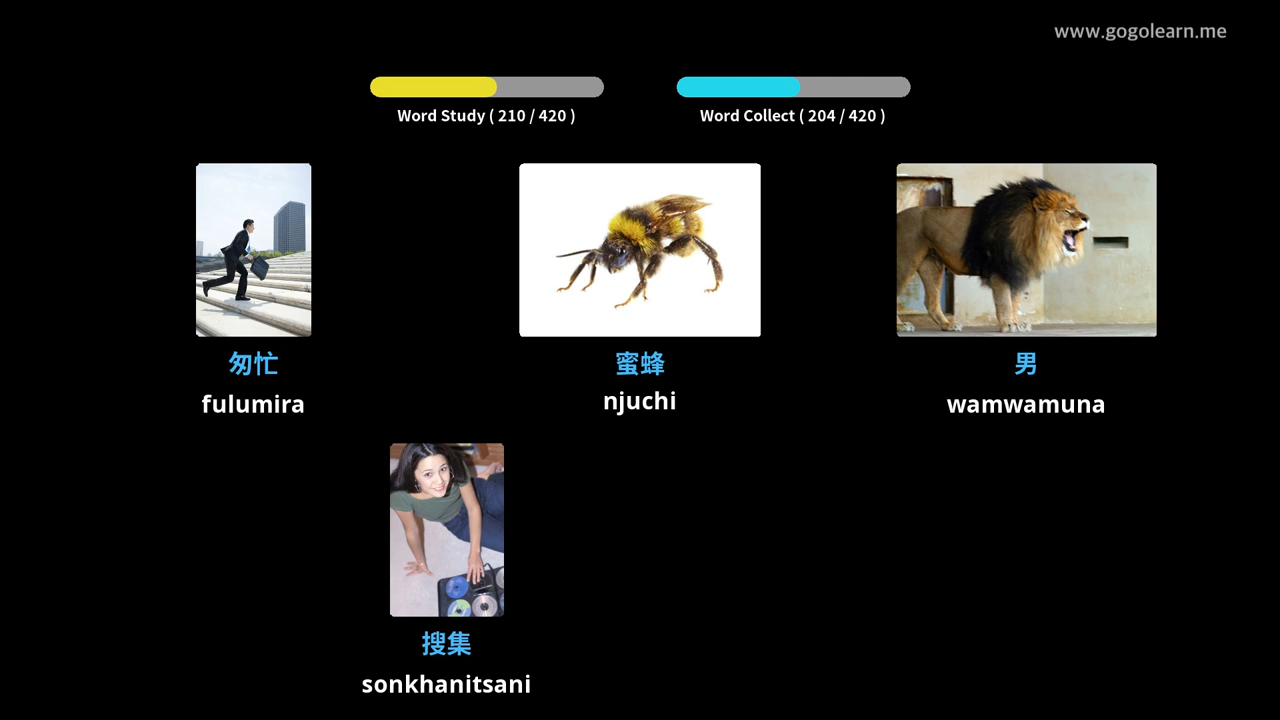 www.gogolearn.me
Word Study ( 210 / 420 )
Word Collect ( 204 / 420 )
匆忙
fulumira
蜜蜂
njuchi
男
wamwamuna
搜集
sonkhanitsani